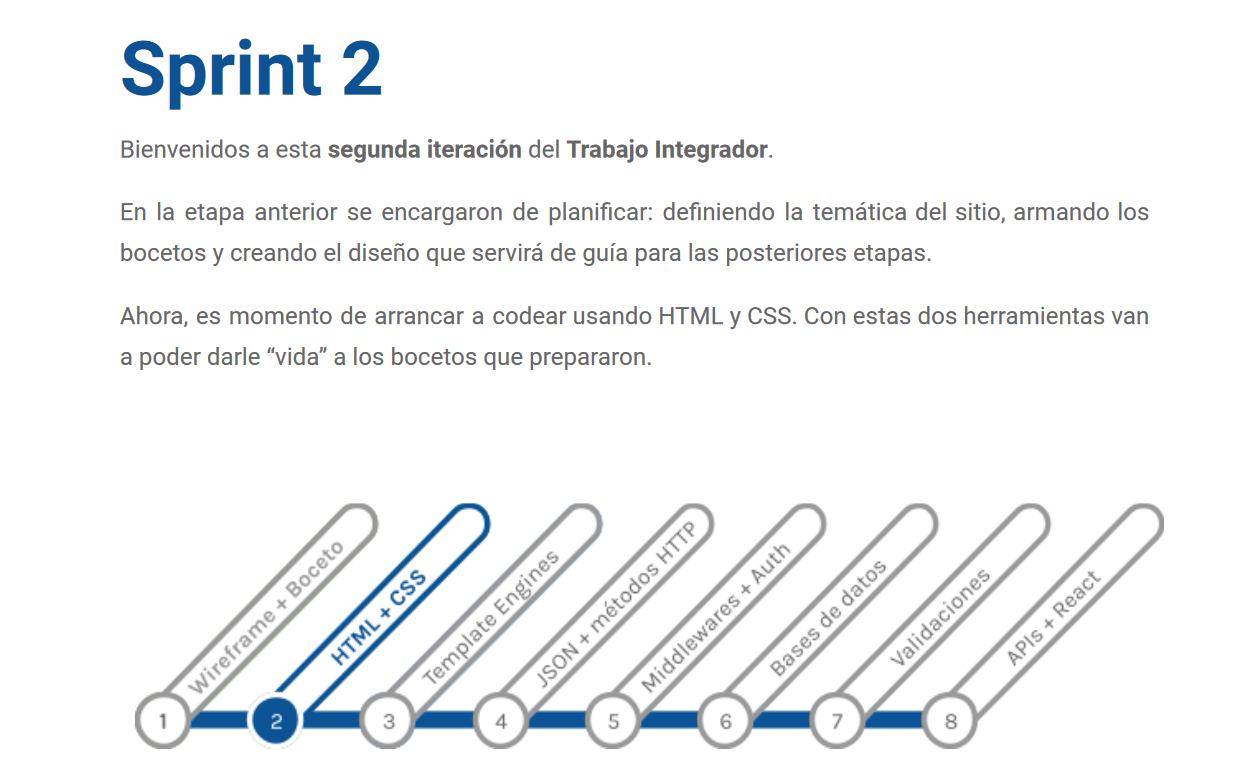 Sprint 2
Bienvenidos a esta segunda iteración del Trabajo Integrador.
En la etapa anterior se encargaron de planificar: definiendo la temática del sitio, armando los
bocetos y creando el diseño que servirá de guía para las posteriores etapas.
Ahora, es momento de arrancar a codear usando HTML y CSS. Con estas dos herramientas van
a poder darle “vida” a los bocetos que prepararon.
Wireframe + Boceto
HTML + CSS
Template Engines
JSON + métodos HTTP
Middlewares + Auth
Bases de datos
Validaciones
APIs + React
1 2 3 4 5 6 7 8